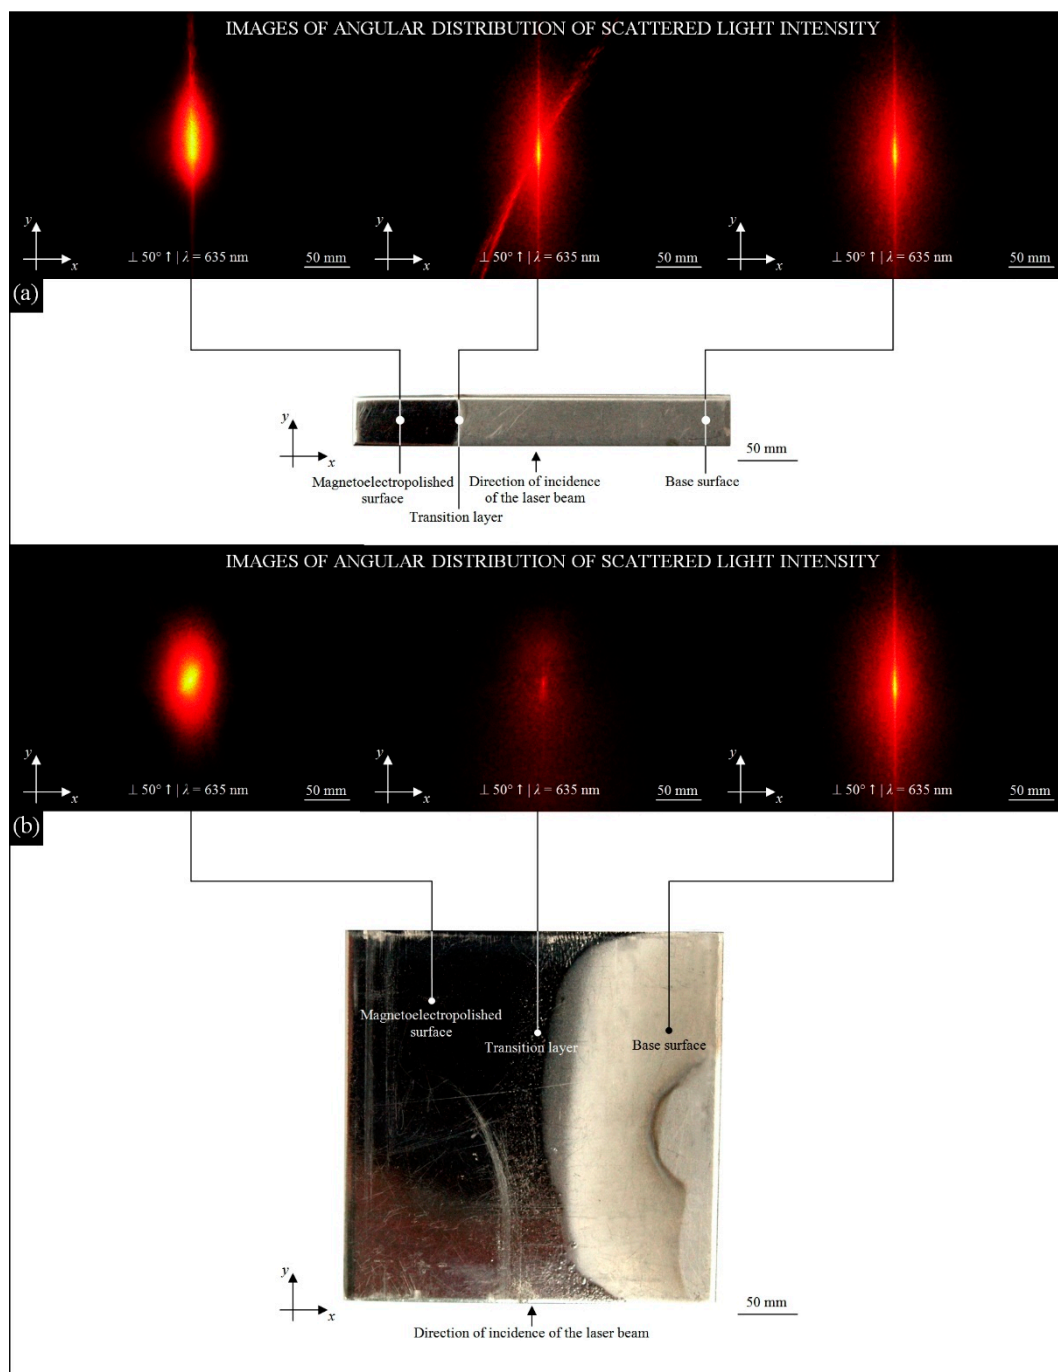 IMAGES OF ANGULAR DISTRIBUTION OF SCATTERED LIGHT INTENSITY
y
x
⊥ 50° ↑ | λ = 635 nm
50 mm
y
x
⊥ 50° ↑ | λ = 635 nm
50 mm
y
x
⊥ 50° ↑ | λ = 635 nm
50 mm
(a)
y
x
50 mm
Magnetoelectropolished
surface
Direction of incidence
of the laser beam
Base surface
Transition layer
IMAGES OF ANGULAR DISTRIBUTION OF SCATTERED LIGHT INTENSITY
y
x
⊥ 50° ↑ | λ = 635 nm
50 mm
y
x
⊥ 50° ↑ | λ = 635 nm
50 mm
y
x
⊥ 50° ↑ | λ = 635 nm
50 mm
(b)
Magnetoelectropolished
surface
Transition layer
Base surface
y
x
50 mm
Direction of incidence of the laser beam